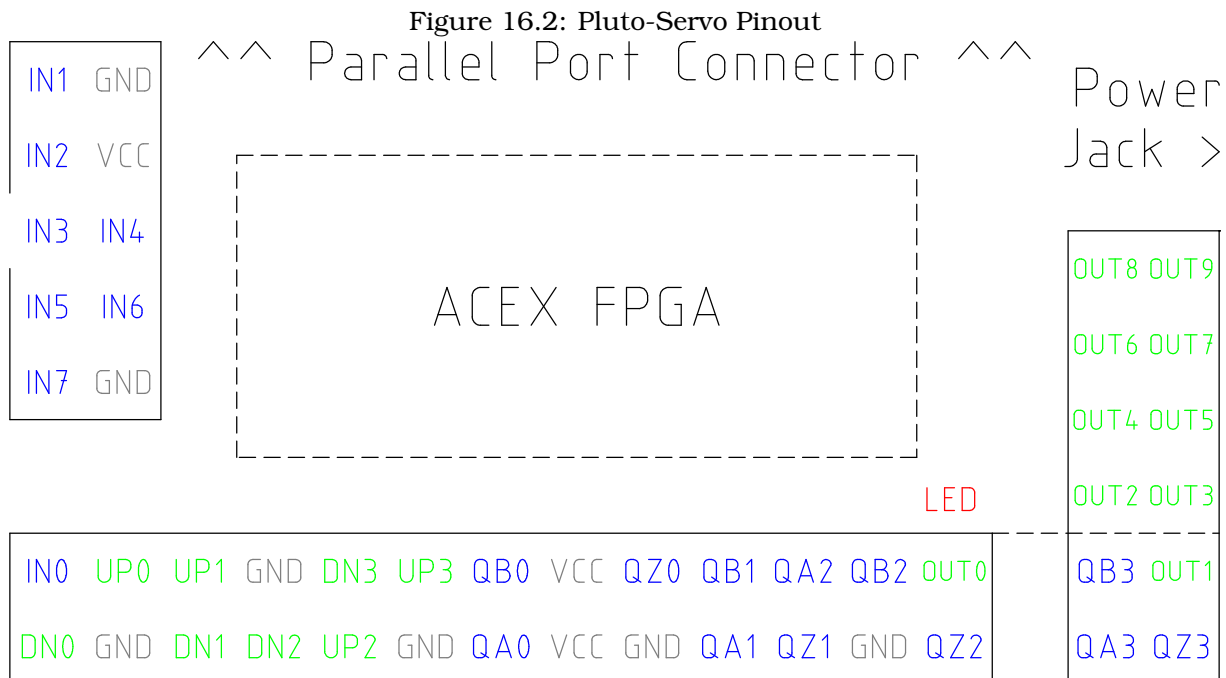 Figure 16.2: Pluto-Servo Pinout
^^ Parallel Port Connector ^^
IN1 GND
Power
IN2 VCC
Jack >
IN3 IN4
OUT8 OUT9
IN5 IN6
ACEX FPGA
OUT6 OUT7
IN7 GND
OUT4 OUT5
LED
OUT2 OUT3
IN0 UP0 UP1 GND DN3 UP3 QB0 VCC QZ0 QB1 QA2 QB2 OUT0 QB3 OUT1
DN0 GND DN1 DN2 UP2 GND QA0 VCC GND QA1 QZ1 GND QZ2 QA3 QZ3